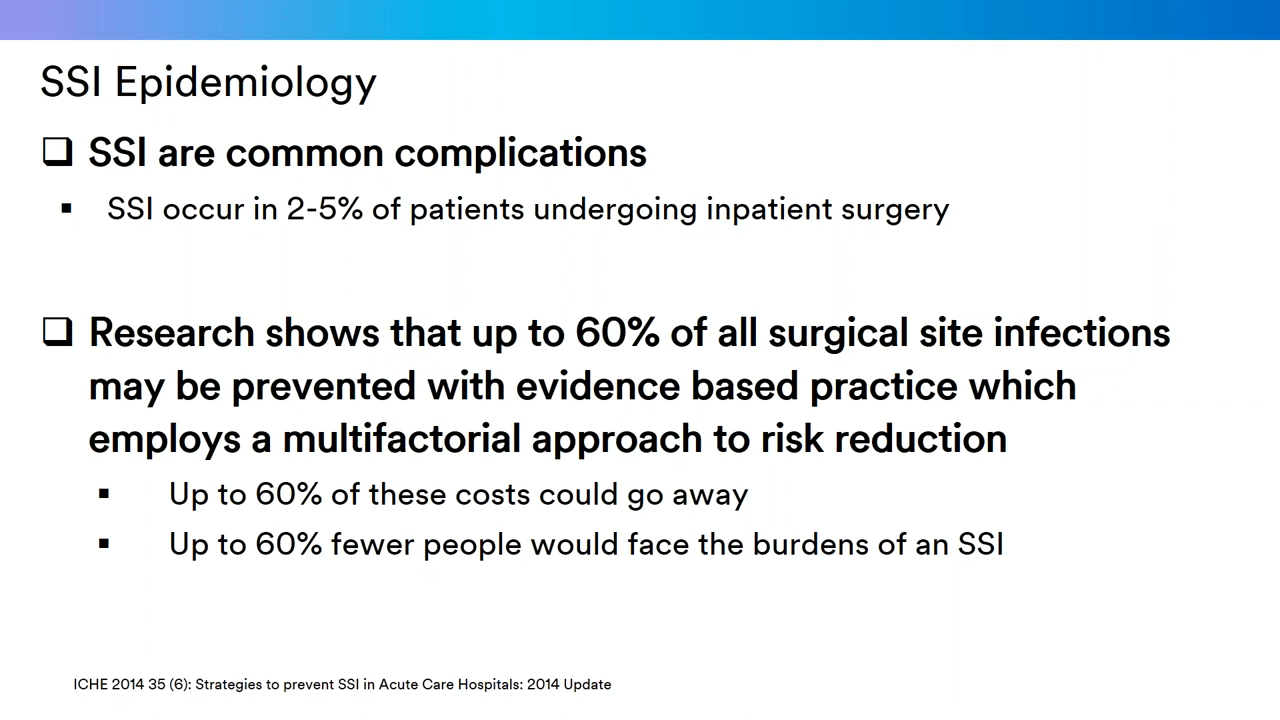 SSI Epidemiology
❑ SSI are common complications
▪ SSI occur in 2-5% of patients undergoing inpatient surgery
❑ Research shows that up to 60% of all surgical site infections
may be prevented with evidence based practice which
employs a multifactorial approach to risk reduction
▪ Up to 60% of these costs could go away
▪ Up to 60% fewer people would face the burdens of an SSI
ICHE 2014 35 (6): Strategies to prevent SSI in Acute Care Hospitals: 2014 Update